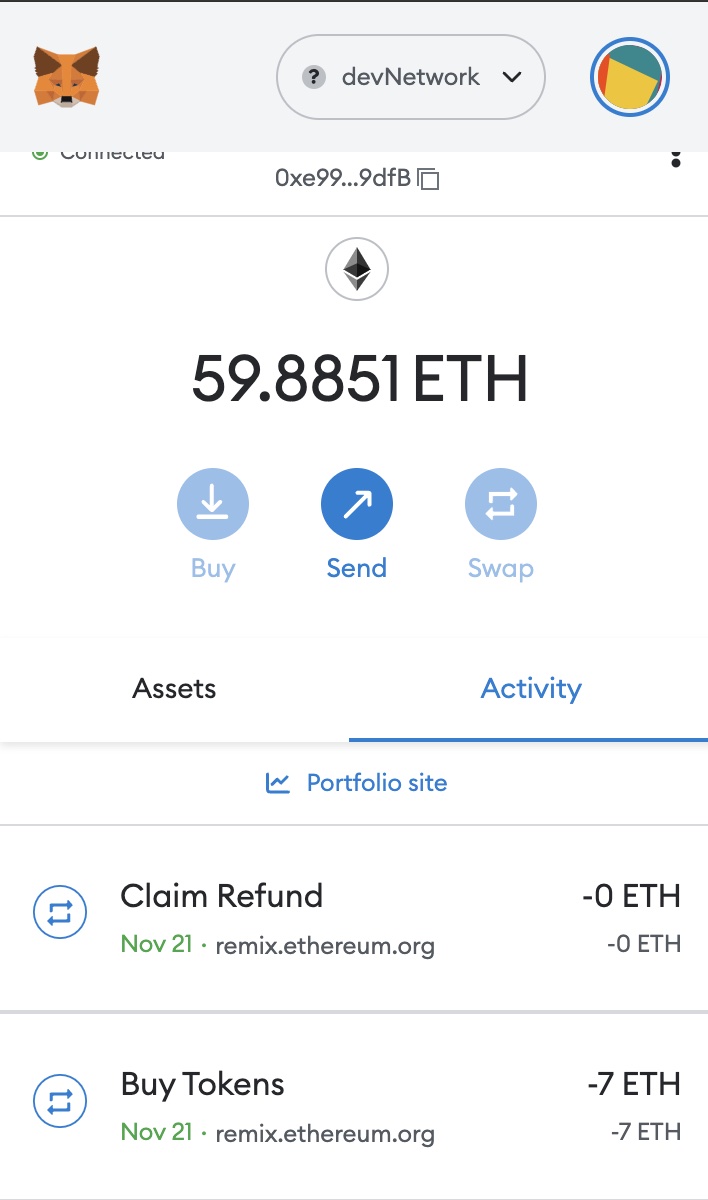 ? devNetwork
Connected
0xe99...9dfB
59.8851 ETH
Buy Send Swap
Assets Activity
Portfolio site
Claim Refund -0 ETH
Nov 21 · remix.ethereum.org -0 ETH
Buy Tokens -7 ETH
Nov 21 · remix.ethereum.org -7 ETH